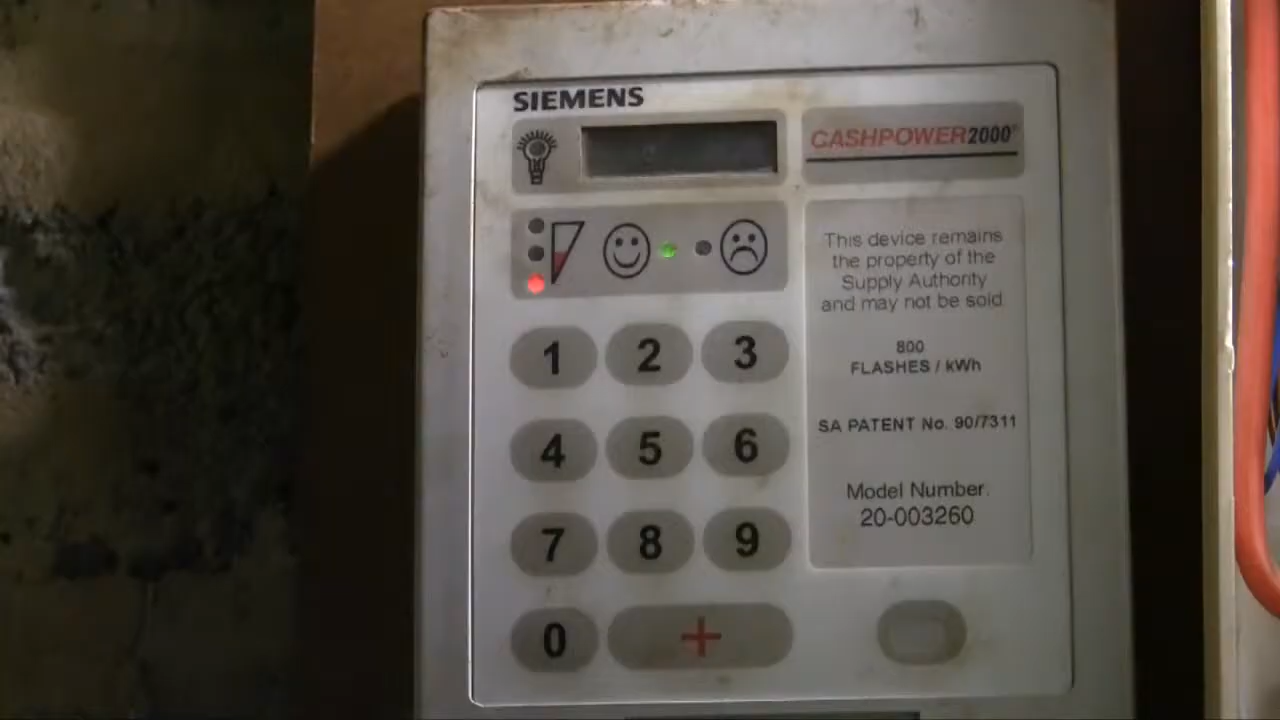 SIEMENS
CASHPOWER2000
This device remains
the property of the
Supply Authority
and may not be sold
800
FLASHES / kWh
SA PATENT No. 90/7311
Model Number.
20-003260
1 2 3
4 5 6
7 8 9
0 +